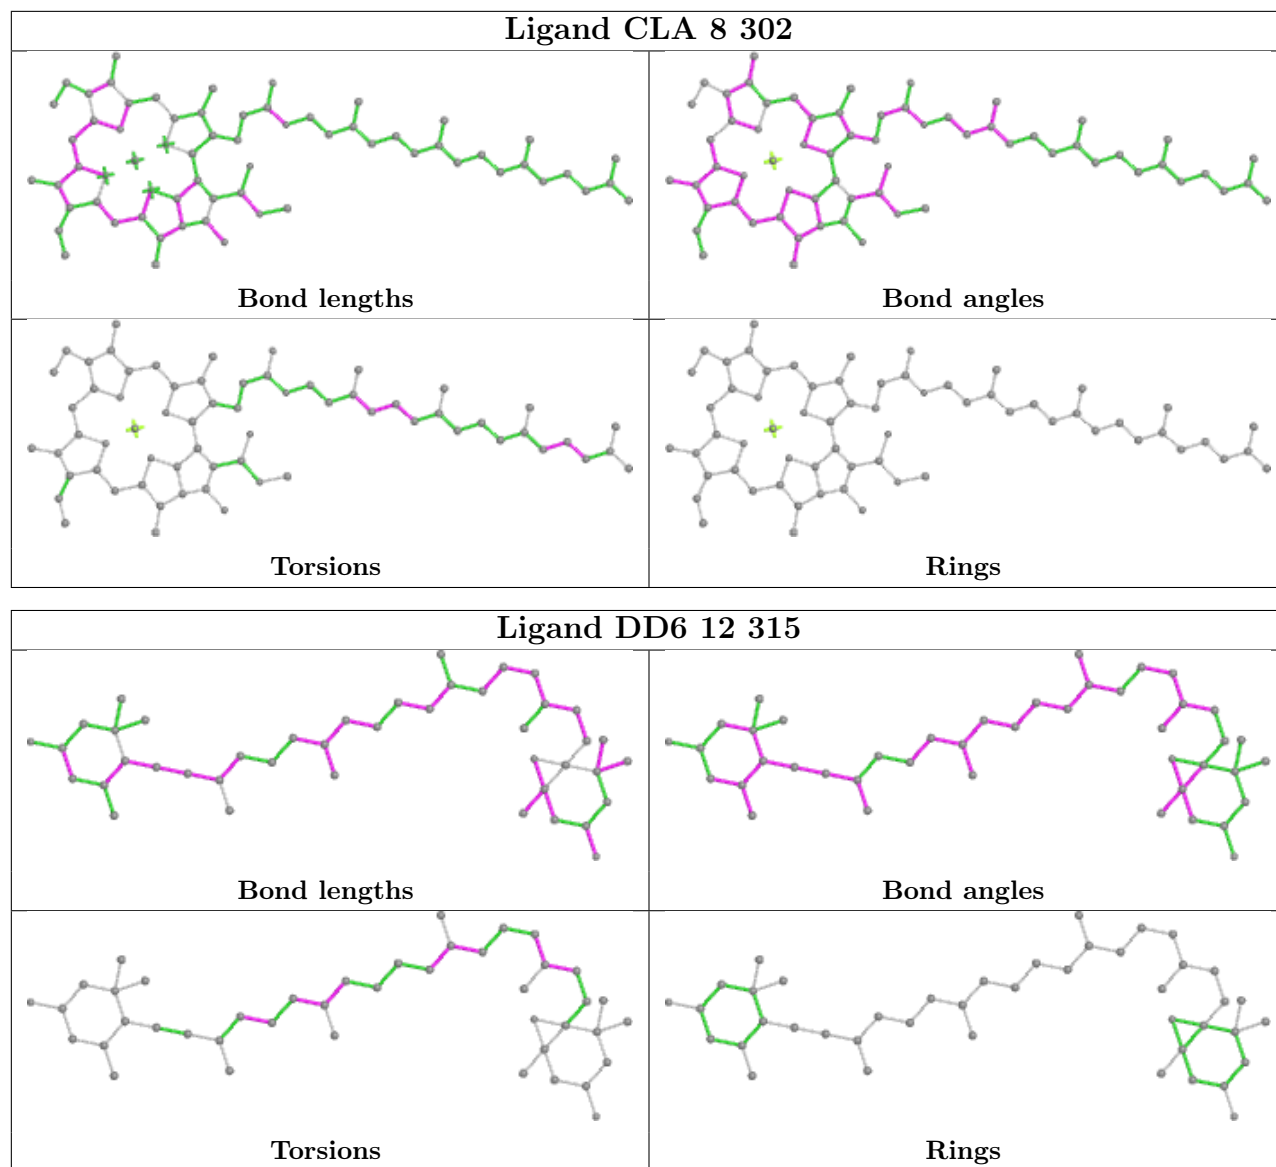 Ligand CLA 8 302
Bond lengths
Bond angles
Torsions
Rings
Ligand DD6 12 315
Bond lengths
Bond angles
Torsions
Rings